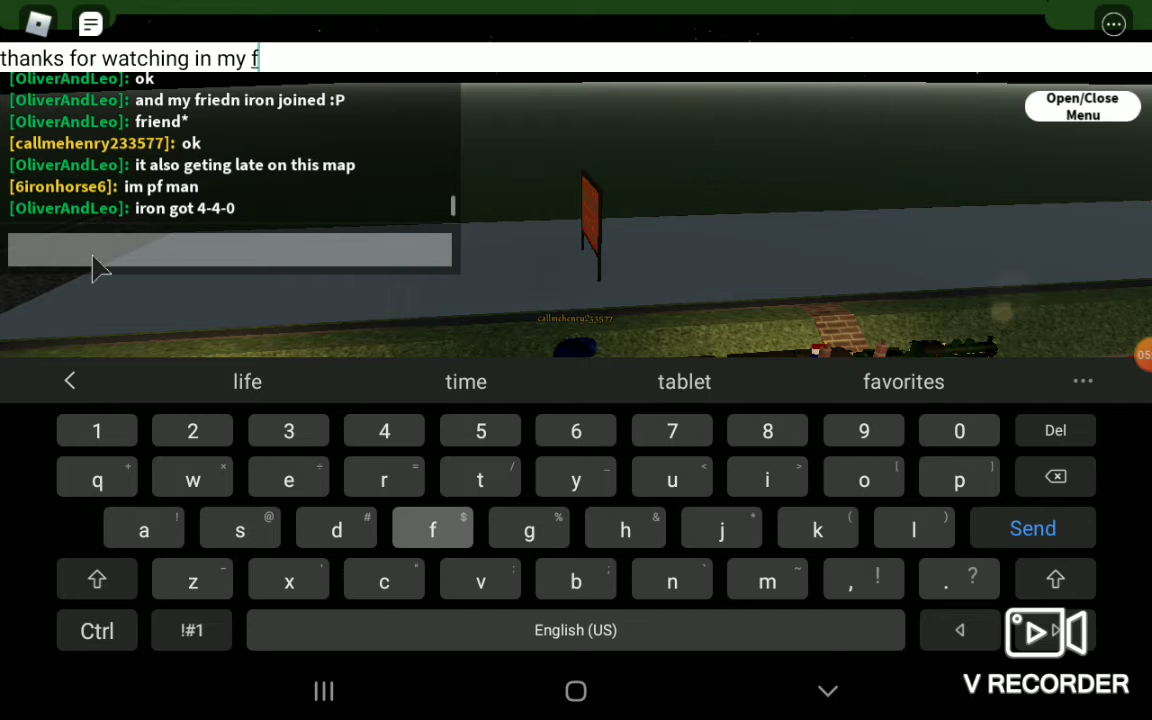 thanks for watching in my f
[OliverAndLeo]: ok
[OliverAndLeo]: and my friedn iron joined :P
[OliverAndLeo]: friend*
[callmehenry233577]: ok
[OliverAndLeo]: it also geting late on this map
[6ironhorse6]: im pf man
[OliverAndLeo]: iron got 4-4-0
Open/Close
Menu
callmehenry233577
05
life time tablet favorites
1 2 3 4 5 6 7 8 9 0 Del
+ × ÷ = / _ < > [ ]
q w e r t y u i o p
! @ # $ % & * ( )
a s d f g h j k l Send
- ' " : ; ` ~ ! ?
z x c v b n m , .
Ctrl !#1 English (US)
V RECORDER